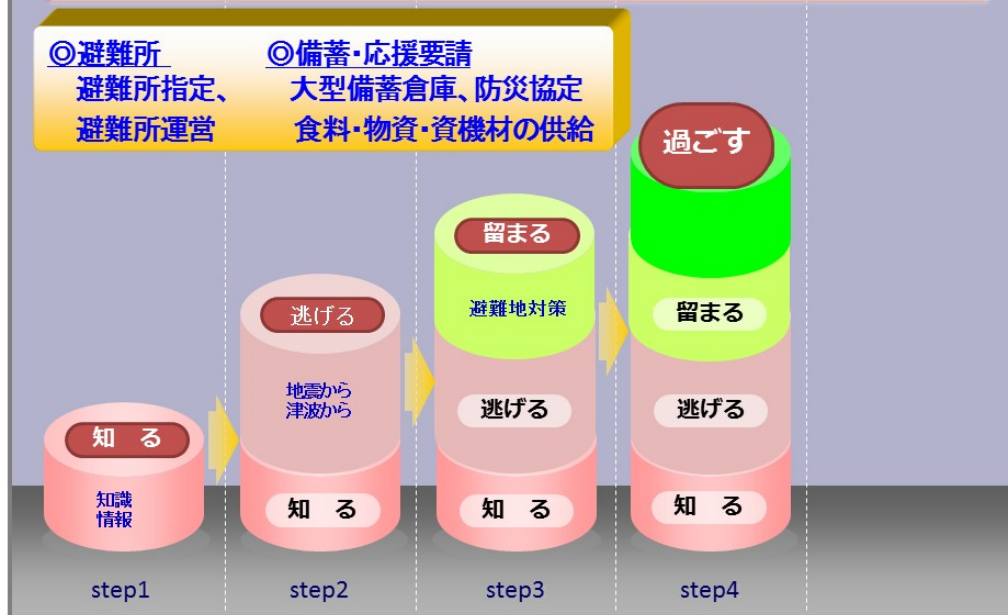 ◎避難所
避難所指定、
避難所運営
◎備蓄・応援要請
大型備蓄倉庫、防災協定
食料・物資・資機材の供給
知 る
知識
情報
step1
逃げる
地震から
津波から
知 る
step2
留まる
避難地対策
逃げる
知 る
step3
過ごす
留まる
逃げる
知 る
step4